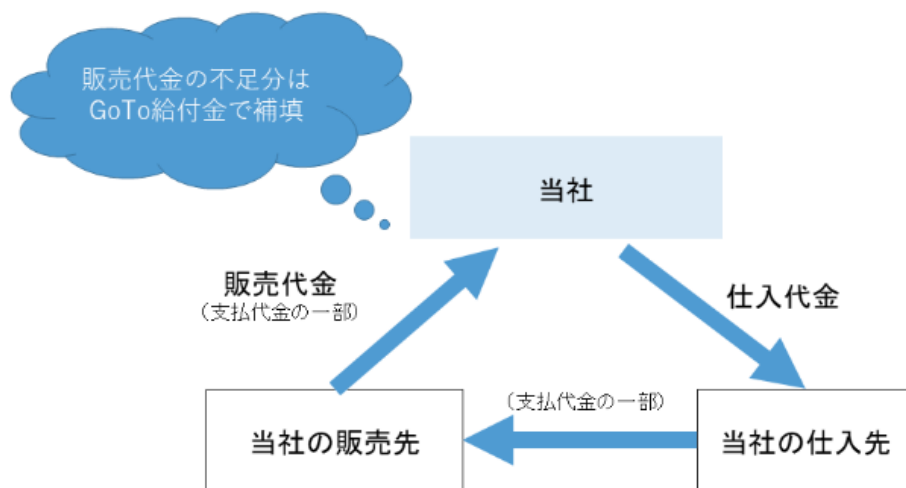 販売代金の不足分は
GoTo給付金で補填
当社
販売代金
（支払代金の一部）
仕入代金
（支払代金の一部）
当社の販売先
当社の仕入先